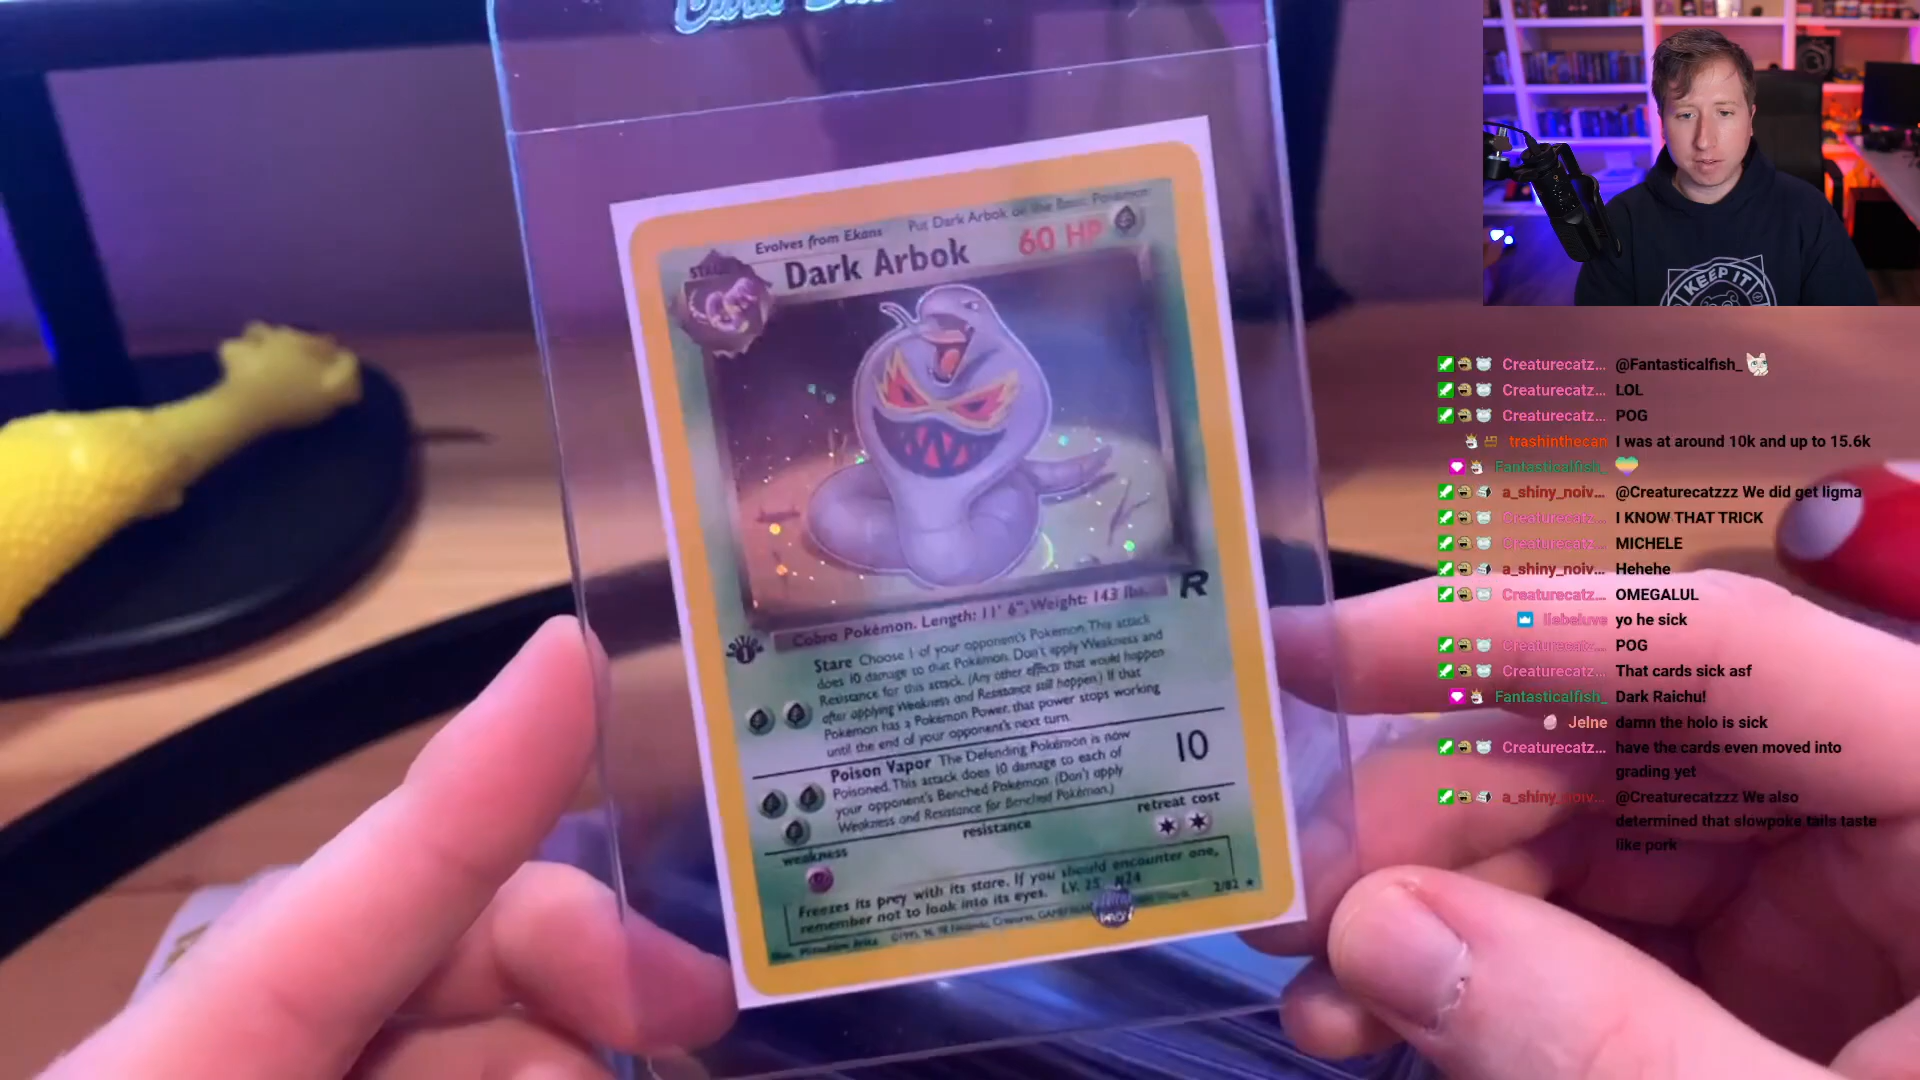 Evolves from Ekans Put Dark Arbok on the Basic Pokémon
STAGE 1
Dark Arbok 60 HP
R
Cobra Pokémon. Length: 11' 6", Weight: 143 lbs.
Stare Choose 1 of your opponent's Pokémon. This attack
does 10 damage to that Pokémon. Don't apply Weakness and
Resistance for this attack. (Any other effects that would happen
after applying Weakness and Resistance still happen.) If that
Pokémon has a Pokémon Power, that power stops working
until the end of your opponent's next turn.
Poison Vapor The Defending Pokémon is now
Poisoned. This attack does 10 damage to each of
your opponent's Benched Pokémon. (Don't apply
Weakness and Resistance for Benched Pokémon.)
10
weakness resistance retreat cost
Freezes its prey with its stare. If you should encounter one,
remember not to look into its eyes. LV. 25 #24
2/82 ★
KEEP IT
Creaturecatz... @Fantasticalfish_
Creaturecatz... LOL
Creaturecatz... POG
trashinthecan I was at around 10k and up to 15.6k
Fantasticalfish_
a_shiny_noiv... @Creaturecatzzz We did get ligma
Creaturecatz... I KNOW THAT TRICK
Creaturecatz... MICHELE
a_shiny_noiv... Hehehe
Creaturecatz... OMEGALUL
liebeluve yo he sick
Creaturecatz... POG
Creaturecatz... That cards sick asf
Fantasticalfish_ Dark Raichu!
Jelne damn the holo is sick
Creaturecatz... have the cards even moved into
grading yet
a_shiny_noiv... @Creaturecatzzz We also
determined that slowpoke tails taste
like pork